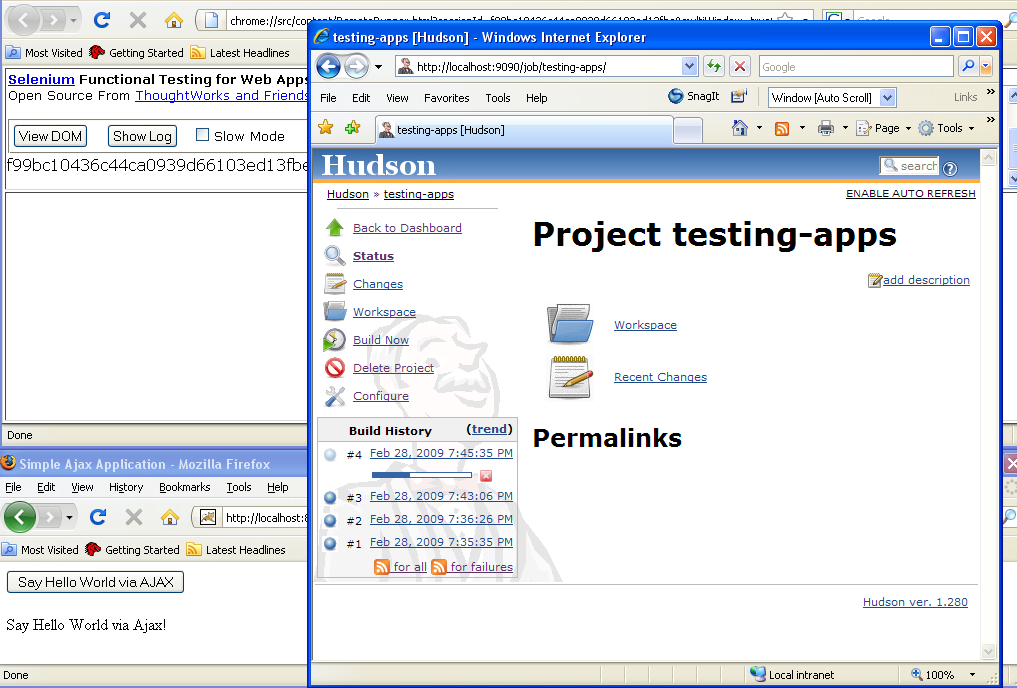 chrome://src/content/RemoteRunner.html?sessionId=f99bc10436c44ca0939d66103ed13fbe&multiWindow=true
Google
Most Visited Getting Started Latest Headlines
Selenium Functional Testing for Web Apps
Open Source From ThoughtWorks and Friends
View DOM Show Log Slow Mode
f99bc10436c44ca0939d66103ed13fbe
Done
Simple Ajax Application - Mozilla Firefox
File Edit View History Bookmarks Tools Help
http://localhost:8
Most Visited Getting Started Latest Headlines
Say Hello World via AJAX
Say Hello World via Ajax!
Done
testing-apps [Hudson] - Windows Internet Explorer
http://localhost:9090/job/testing-apps/
Google
File Edit View Favorites Tools Help
SnagIt
Window [Auto Scroll]
Links
testing-apps [Hudson]
Page Tools
Hudson
search
Hudson » testing-apps
ENABLE AUTO REFRESH
Back to Dashboard
Status
Changes
Workspace
Build Now
Delete Project
Configure
Build History (trend)
#4 Feb 28, 2009 7:45:35 PM
#3 Feb 28, 2009 7:43:06 PM
#2 Feb 28, 2009 7:36:26 PM
#1 Feb 28, 2009 7:35:35 PM
for all for failures
Project testing-apps
add description
Workspace
Recent Changes
Permalinks
Hudson ver. 1.280
Local intranet
100%